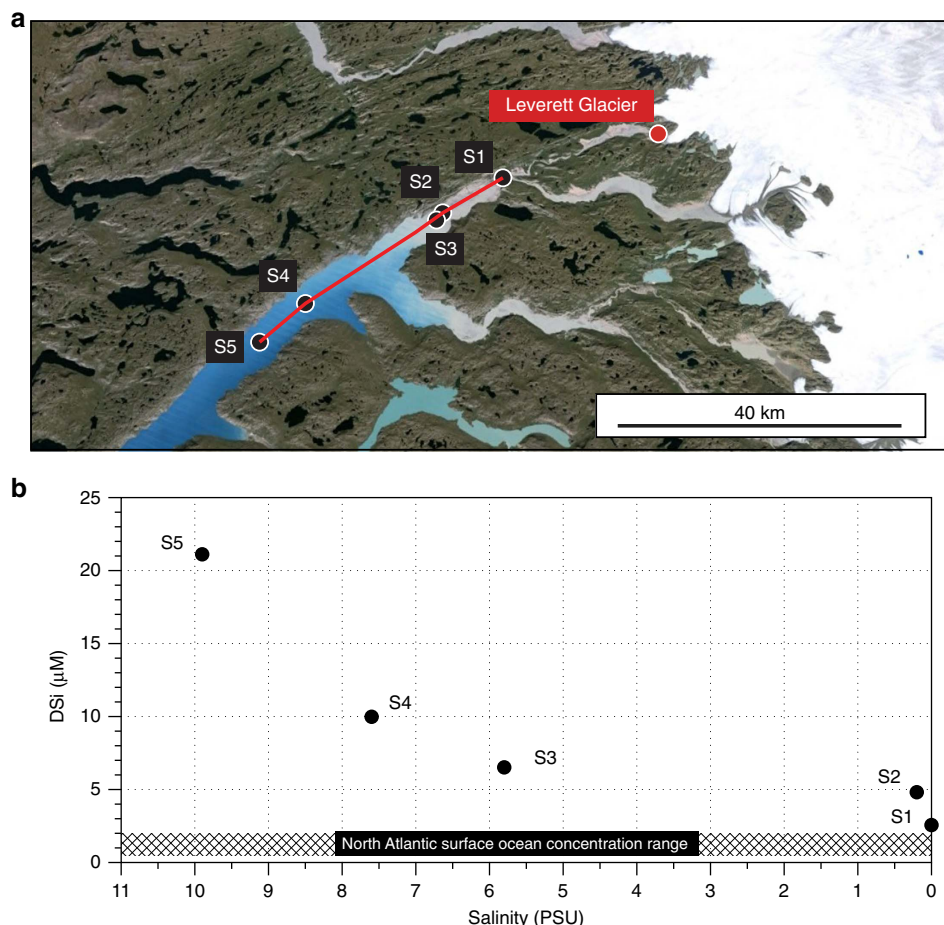 a
Leverett Glacier
S1
S2
S3
S4
S5
40 km
b
25
20
15
10
5
0
DSi (μM)
S5
S4
S3
S2
S1
North Atlantic surface ocean concentration range
11 10 9 8 7 6 5 4 3 2 1 0
Salinity (PSU)